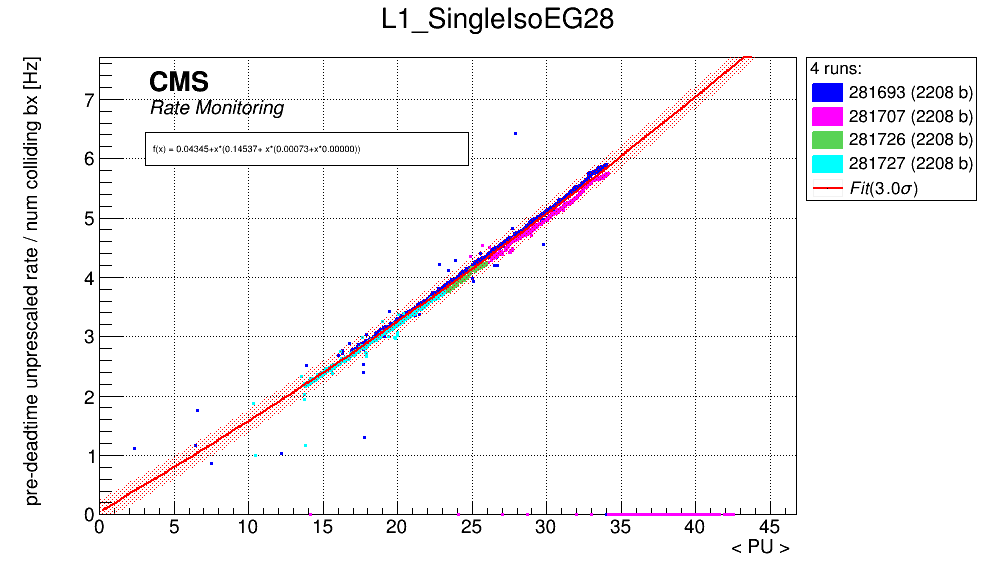 L1_SingleIsoEG28
pre-deadtime unprescaled rate / num colliding bx [Hz]
CMS
Rate Monitoring
f(x) = 0.04345+x*(0.14537+ x*(0.00073+x*0.00000))
7
6
5
4
3
2
1
0
0 5 10 15 20 25 30 35 40 45
< PU >
4 runs:
281693 (2208 b)
281707 (2208 b)
281726 (2208 b)
281727 (2208 b)
Fit(3.0σ)